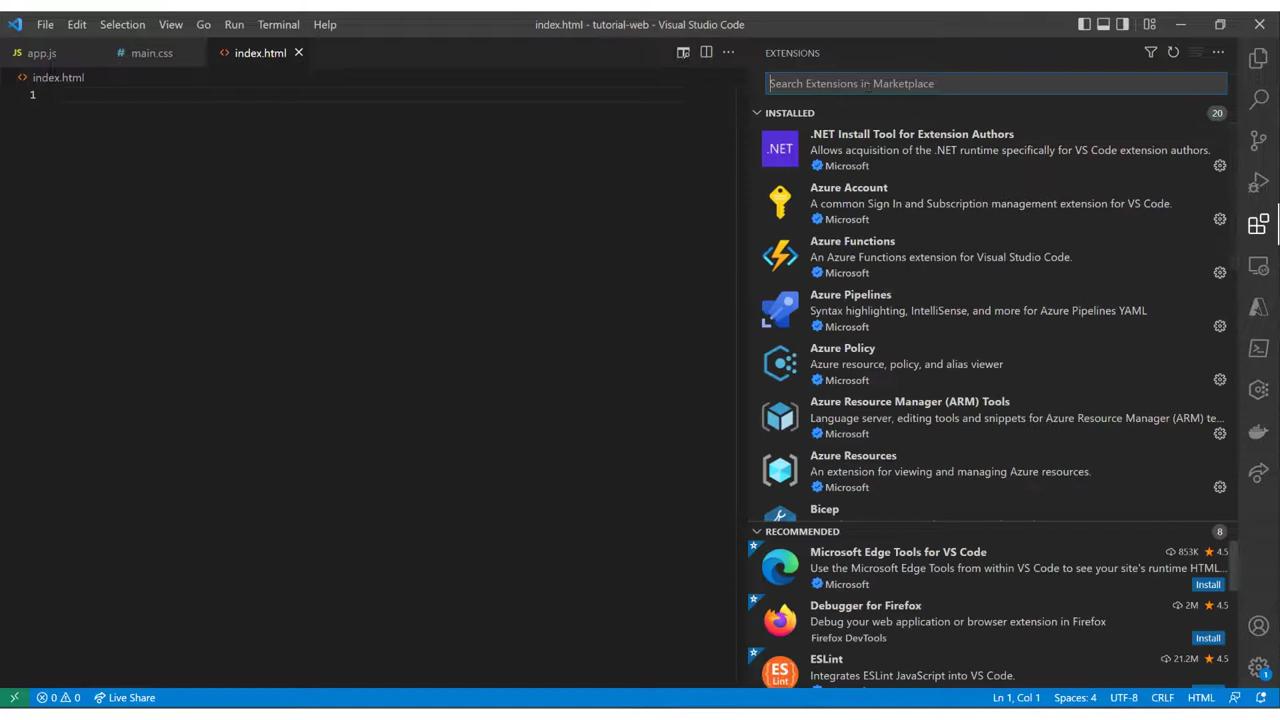 File Edit Selection View Go Run Terminal Help
index.html - tutorial-web - Visual Studio Code
JS app.js
# main.css
<> index.html
<> index.html
1
EXTENSIONS
Search Extensions in Marketplace
INSTALLED 20
.NET
.NET Install Tool for Extension Authors
Allows acquisition of the .NET runtime specifically for VS Code extension authors.
Microsoft
Azure Account
A common Sign In and Subscription management extension for VS Code.
Microsoft
Azure Functions
An Azure Functions extension for Visual Studio Code.
Microsoft
Azure Pipelines
Syntax highlighting, IntelliSense, and more for Azure Pipelines YAML
Microsoft
Azure Policy
Azure resource, policy, and alias viewer
Microsoft
Azure Resource Manager (ARM) Tools
Language server, editing tools and snippets for Azure Resource Manager (ARM) te...
Microsoft
Azure Resources
An extension for viewing and managing Azure resources.
Microsoft
Bicep
RECOMMENDED 8
Microsoft Edge Tools for VS Code 853K 4.5
Use the Microsoft Edge Tools from within VS Code to see your site's runtime HTML...
Microsoft Install
Debugger for Firefox 2M 4.5
Debug your web application or browser extension in Firefox
Firefox DevTools Install
ES
Lint
ESLint 21.2M 4.5
Integrates ESLint JavaScript into VS Code.
1
0 0 Live Share
Ln 1, Col 1 Spaces: 4 UTF-8 CRLF HTML